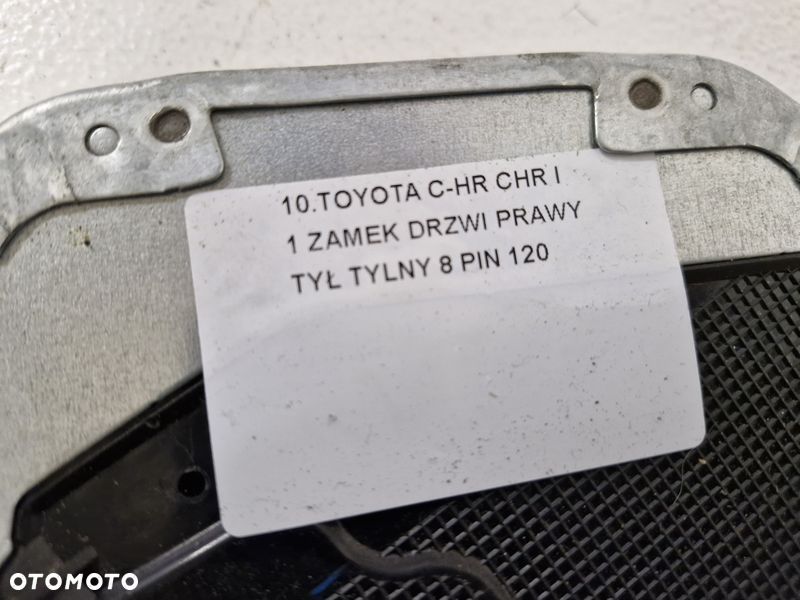 10.TOYOTA C-HR CHR I
1 ZAMEK DRZWI PRAWY
TYŁ TYLNY 8 PIN 120
OTOMOTO